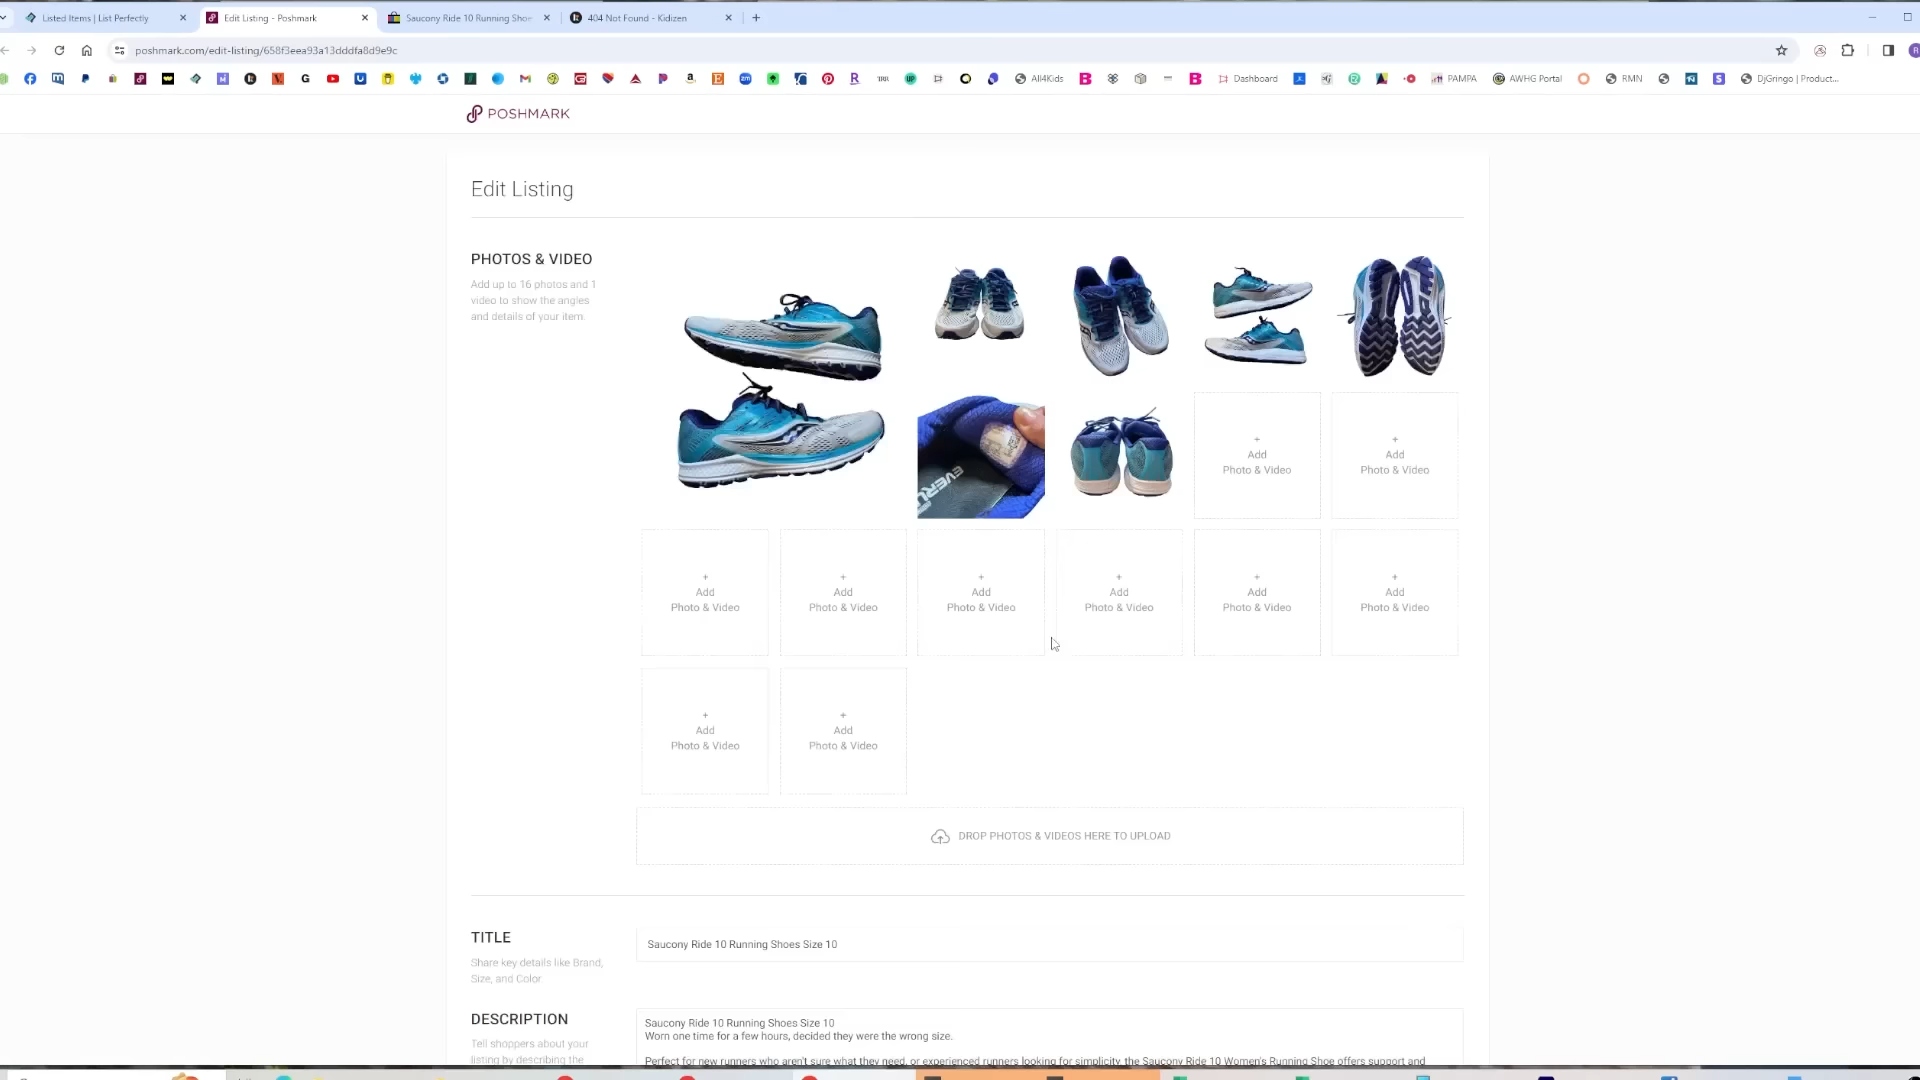 Listed Items | List Perfectly
Edit Listing - Poshmark
Saucony Ride 10 Running Shoe
404 Not Found - Kidizen
poshmark.com/edit-listing/658f3eea93a13dddfa8d9e9c
All4Kids
Dashboard
PAMPA
AWHG Portal
RMN
DjGringo | Product...
POSHMARK
Edit Listing
PHOTOS & VIDEO
Add up to 16 photos and 1
video to show the angles
and details of your item.
EVERU
+
Add
Photo & Video
+
Add
Photo & Video
+
Add
Photo & Video
+
Add
Photo & Video
+
Add
Photo & Video
+
Add
Photo & Video
+
Add
Photo & Video
+
Add
Photo & Video
+
Add
Photo & Video
+
Add
Photo & Video
DROP PHOTOS & VIDEOS HERE TO UPLOAD
TITLE
Share key details like Brand,
Size, and Color
Saucony Ride 10 Running Shoes Size 10
DESCRIPTION
Tell shoppers about your
listing by describing the
Saucony Ride 10 Running Shoes Size 10
Worn one time for a few hours, decided they were the wrong size.
Perfect for new runners who aren't sure what they need, or experienced runners looking for simplicity, the Saucony Ride 10 Women's Running Shoe offers support and